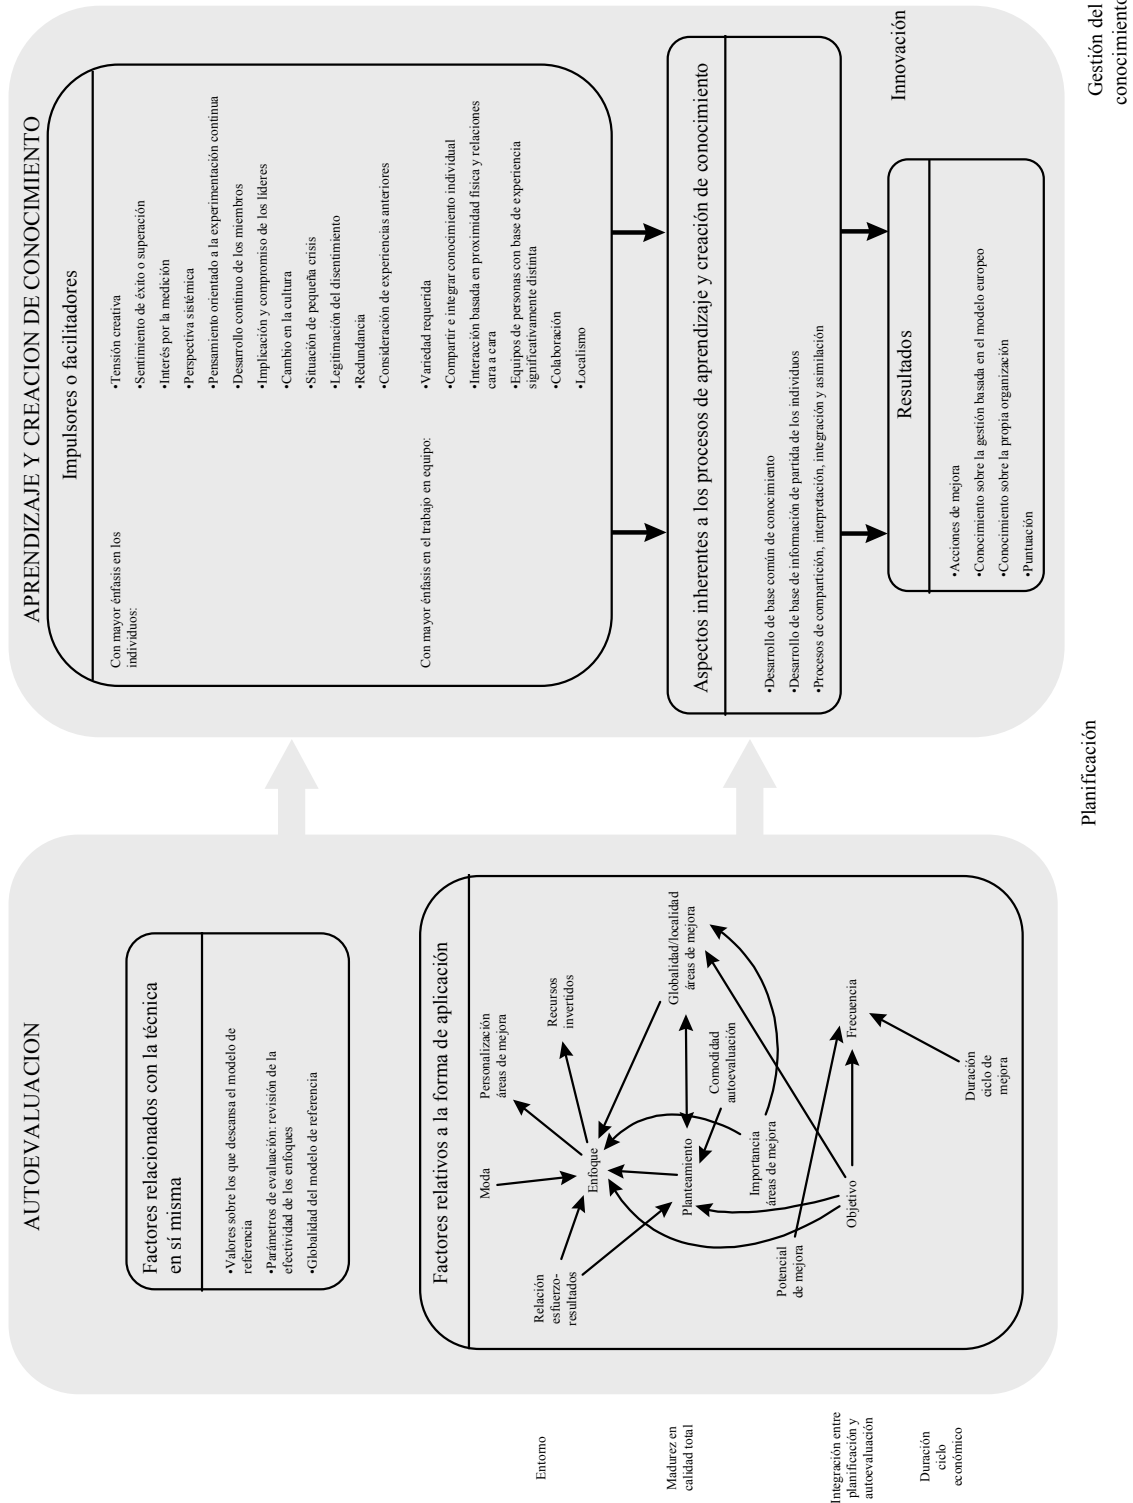 AUTOEVALUACION
Factores relacionados con la técnica
en sí misma
•Valores sobre los que descansa el modelo de
referencia
•Parámetros de evaluación: revisión de la
efectividad de los enfoques
•Globalidad del modelo de referencia
Factores relativos a la forma de aplicación
Moda
Personalización
áreas de mejora
Relación
esfuerzo-
resultados
Enfoque
Recursos
invertidos
Planteamiento
Globalidad/localidad
áreas de mejora
Comodidad
autoevaluación
Importancia
áreas de mejora
Potencial
de mejora
Objetivo
Frecuencia
Duración
ciclo de
mejora
Entorno
Madurez en
calidad total
Integración entre
planificación y
autoevaluación
Duración
ciclo
económico
Planificación
APRENDIZAJE Y CREACION DE CONOCIMIENTO
Impulsores o facilitadores
Con mayor énfasis en los
individuos:
•Tensión creativa
•Sentimiento de éxito o superación
•Interés por la medición
•Perspectiva sistémica
•Pensamiento orientado a la experimentación continua
•Desarrollo continuo de los miembros
•Implicación y compromiso de los líderes
•Cambio en la cultura
•Situación de pequeña crisis
•Legitimación del disentimiento
•Redundancia
•Consideración de experiencias anteriores
Con mayor énfasis en el trabajo en equipo:
•Variedad requerida
•Compartir e integrar conocimiento individual
•Interacción basada en proximidad física y relaciones
cara a cara
•Equipos de personas con base de experiencia
significativamente distinta
•Colaboración
•Localismo
Aspectos inherentes a los procesos de aprendizaje y creación de conocimiento
•Desarrollo de base común de conocimiento
•Desarrollo de base de información de partida de los individuos
•Procesos de compartición, interpretación, integración y asimilación
Resultados
•Acciones de mejora
•Conocimiento sobre la gestión basada en el modelo europeo
•Conocimiento sobre la propia organización
•Puntuación
Innovación
Gestión del
conocimiento